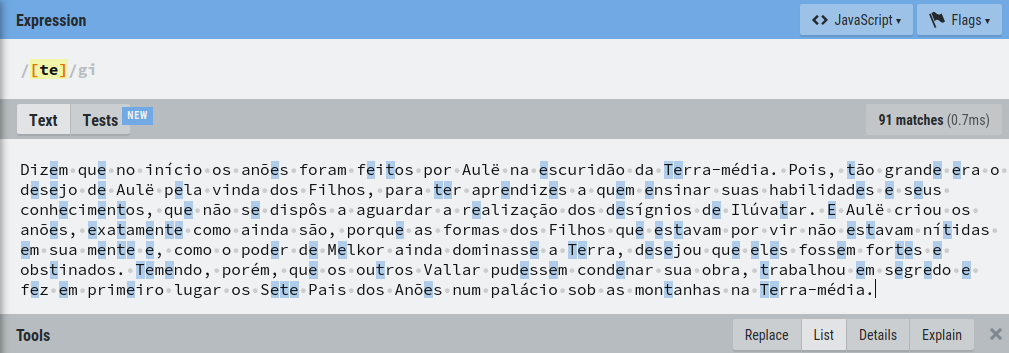 Expression
JavaScript
Flags
/[te]/gi
Text
Tests
NEW
91 matches (0.7ms)
Dizem que no início os anões foram feitos por Aulë na escuridão da Terra-média. Pois, tão grande era o
desejo de Aulë pela vinda dos Filhos, para ter aprendizes a quem ensinar suas habilidades e seus
conhecimentos, que não se dispôs a aguardar a realização dos desígnios de Ilúvatar. E Aulë criou os
anões, exatamente como ainda são, porque as formas dos Filhos que estavam por vir não estavam nítidas
em sua mente e, como o poder de Melkor ainda dominasse a Terra, desejou que eles fossem fortes e
obstinados. Temendo, porém, que os outros Vallar pudessem condenar sua obra, trabalhou em segredo e
fez em primeiro lugar os Sete Pais dos Anões num palácio sob as montanhas na Terra-média.
Tools
Replace
List
Details
Explain